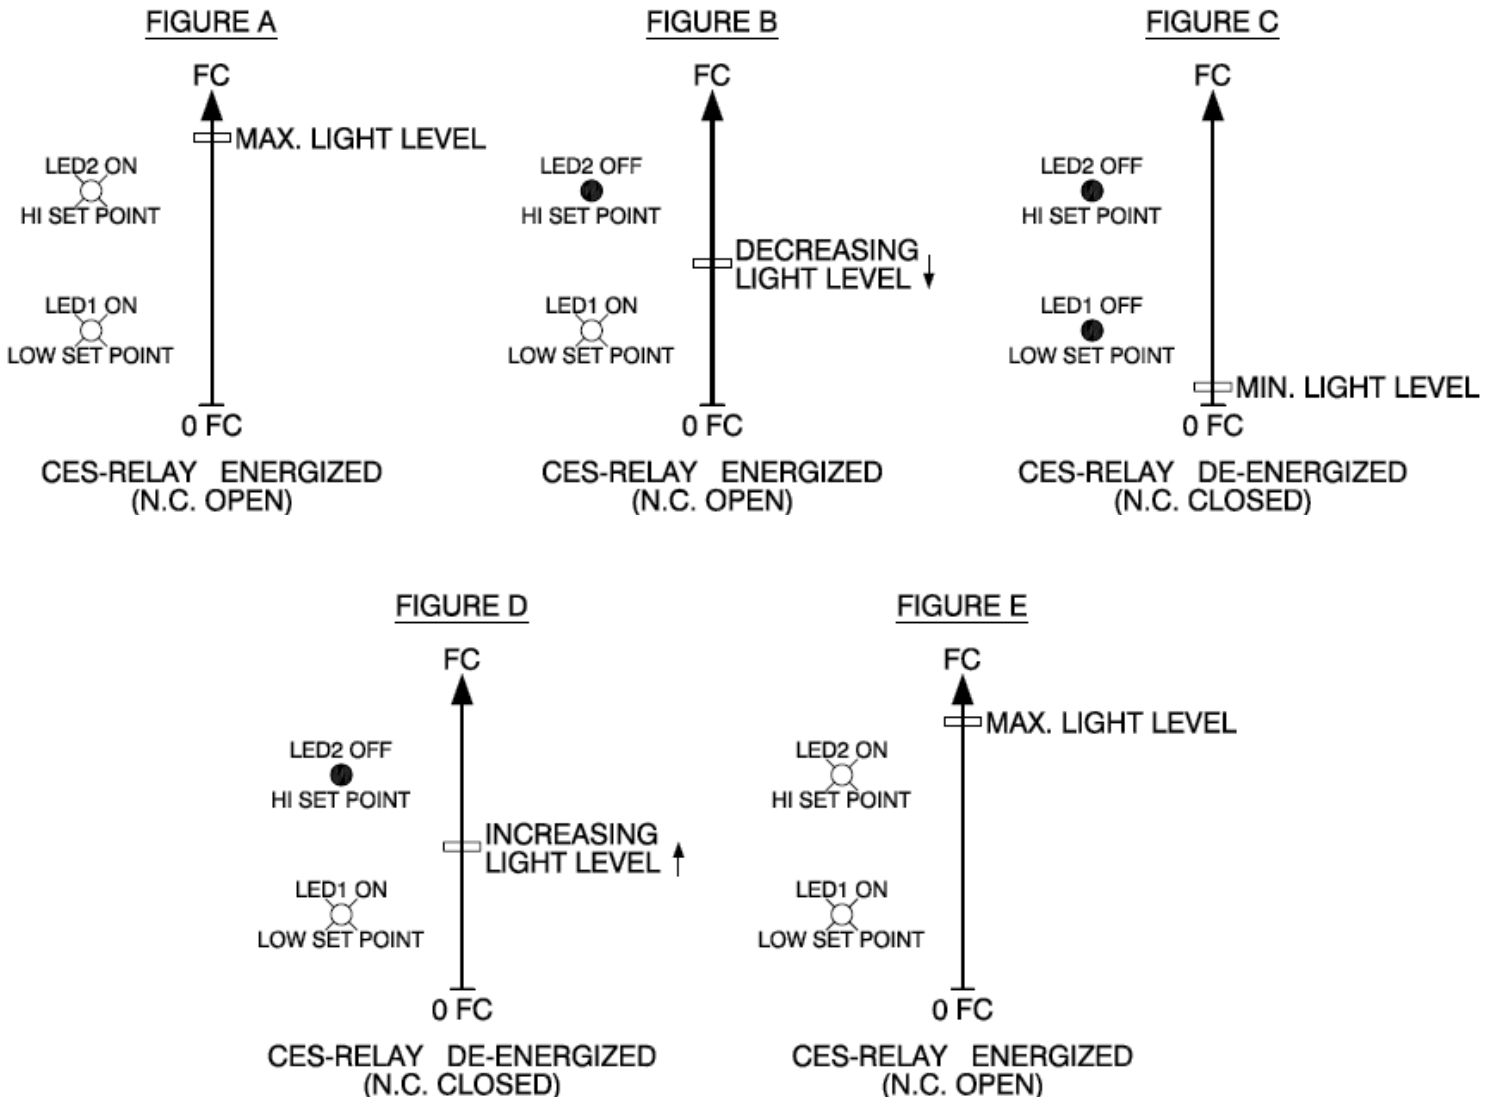 FIGURE A
FC
MAX. LIGHT LEVEL
LED2 ON
HI SET POINT
LED1 ON
LOW SET POINT
0 FC
CES-RELAY ENERGIZED
(N.C. OPEN)
FIGURE B
FC
LED2 OFF
HI SET POINT
DECREASING
LIGHT LEVEL
LED1 ON
LOW SET POINT
0 FC
CES-RELAY ENERGIZED
(N.C. OPEN)
FIGURE C
FC
LED2 OFF
HI SET POINT
LED1 OFF
LOW SET POINT
MIN. LIGHT LEVEL
0 FC
CES-RELAY DE-ENERGIZED
(N.C. CLOSED)
FIGURE D
FC
LED2 OFF
HI SET POINT
INCREASING
LIGHT LEVEL
LED1 ON
LOW SET POINT
0 FC
CES-RELAY DE-ENERGIZED
(N.C. CLOSED)
FIGURE E
FC
MAX. LIGHT LEVEL
LED2 ON
HI SET POINT
LED1 ON
LOW SET POINT
0 FC
CES-RELAY ENERGIZED
(N.C. OPEN)